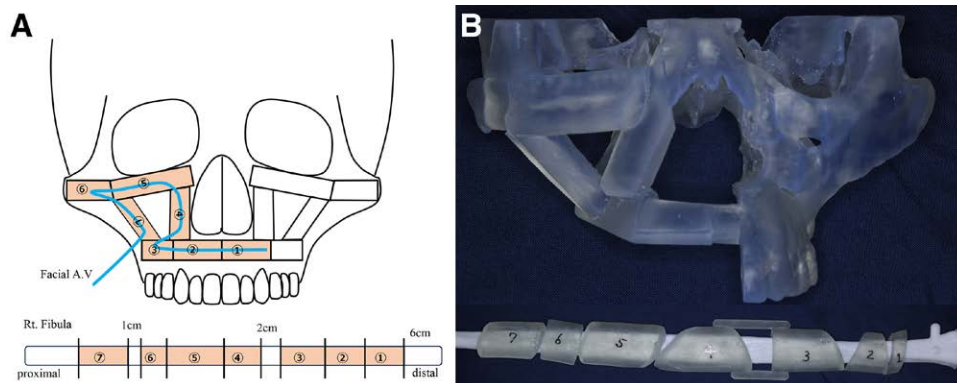 A
⑥ ⑤
④
③ ② ①
Facial A.V
Rt. Fibula 1cm 2cm 6cm
⑦ ⑥ ⑤ ④ ③ ② ①
proximal distal
B
7 6 5 3 2 1